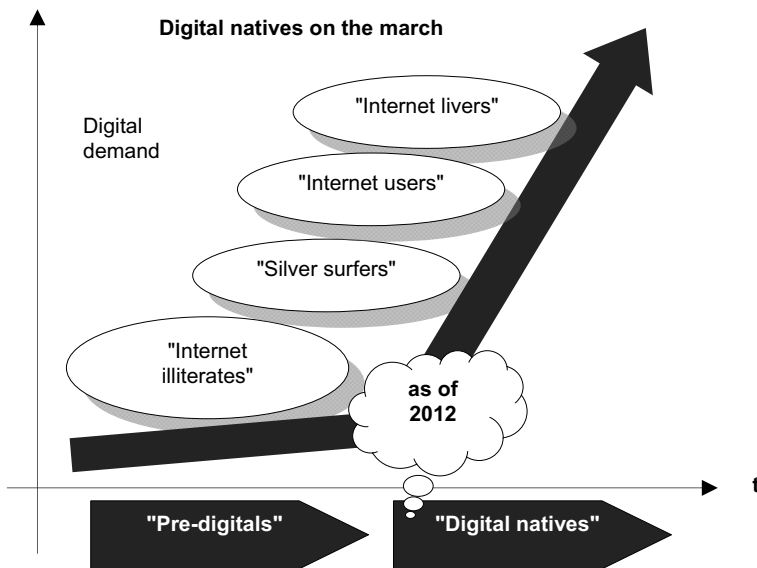 Digital natives on the march
Digital
demand
"Internet livers"
"Internet users"
"Silver surfers"
"Internet
illiterates"
as of
2012
t
"Pre-digitals"
"Digital natives"